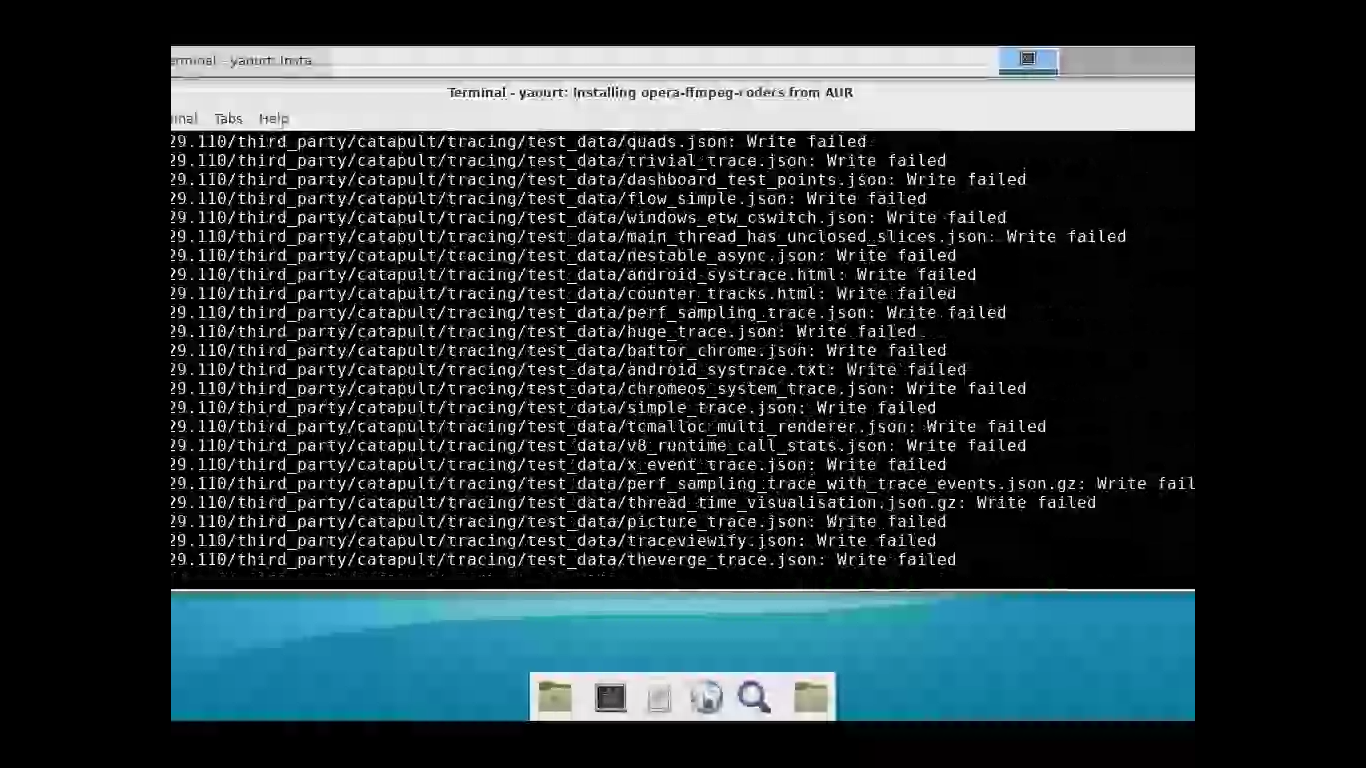 erminal - yaourt: Insta...
Terminal - yaourt: Installing opera-ffmpeg-codecs from AUR
inal Tabs Help
29.110/third_party/catapult/tracing/test_data/quads.json: Write failed
29.110/third_party/catapult/tracing/test_data/trivial_trace.json: Write failed
29.110/third_party/catapult/tracing/test_data/dashboard_test_points.json: Write failed
29.110/third_party/catapult/tracing/test_data/flow_simple.json: Write failed
29.110/third_party/catapult/tracing/test_data/windows_etw_cswitch.json: Write failed
29.110/third_party/catapult/tracing/test_data/main_thread_has_unclosed_slices.json: Write failed
29.110/third_party/catapult/tracing/test_data/nestable_async.json: Write failed
29.110/third_party/catapult/tracing/test_data/android_systrace.html: Write failed
29.110/third_party/catapult/tracing/test_data/counter_tracks.html: Write failed
29.110/third_party/catapult/tracing/test_data/perf_sampling_trace.json: Write failed
29.110/third_party/catapult/tracing/test_data/huge_trace.json: Write failed
29.110/third_party/catapult/tracing/test_data/battor_chrome.json: Write failed
29.110/third_party/catapult/tracing/test_data/android_systrace.txt: Write failed
29.110/third_party/catapult/tracing/test_data/chromeos_system_trace.json: Write failed
29.110/third_party/catapult/tracing/test_data/simple_trace.json: Write failed
29.110/third_party/catapult/tracing/test_data/tcmalloc_multi_renderer.json: Write failed
29.110/third_party/catapult/tracing/test_data/v8_runtime_call_stats.json: Write failed
29.110/third_party/catapult/tracing/test_data/x_event_trace.json: Write failed
29.110/third_party/catapult/tracing/test_data/perf_sampling_trace_with_trace_events.json.gz: Write fail
29.110/third_party/catapult/tracing/test_data/thread_time_visualisation.json.gz: Write failed
29.110/third_party/catapult/tracing/test_data/picture_trace.json: Write failed
29.110/third_party/catapult/tracing/test_data/traceviewify.json: Write failed
29.110/third_party/catapult/tracing/test_data/theverge_trace.json: Write failed